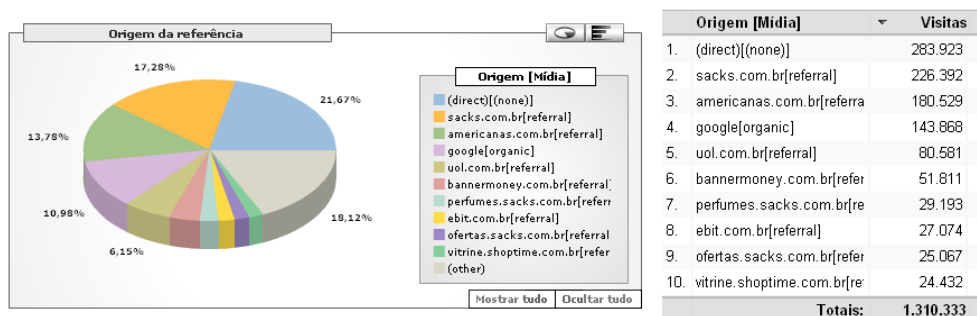 Origem da referência
17,28%
21,67%
13,78%
10,98%
6,15%
18,12%
Origem [Mídia]
(direct)[(none)]
sacks.com.br[referral]
americanas.com.br[referral]
google[organic]
uol.com.br[referral]
bannermoney.com.br[referral]
perfumes.sacks.com.br[referr
ebit.com.br[referral]
ofertas.sacks.com.br[referral
vitrine.shoptime.com.br[refer
(other)
Mostrar tudo Ocultar tudo
Origem [Mídia] Visitas
1. (direct)[(none)] 283.923
2. sacks.com.br[referral] 226.392
3. americanas.com.br[referra 180.529
4. google[organic] 143.868
5. uol.com.br[referral] 80.581
6. bannermoney.com.br[refer 51.811
7. perfumes.sacks.com.br[re 29.193
8. ebit.com.br[referral] 27.074
9. ofertas.sacks.com.br[refer 25.067
10. vitrine.shoptime.com.br[re 24.432
Totais: 1.310.333